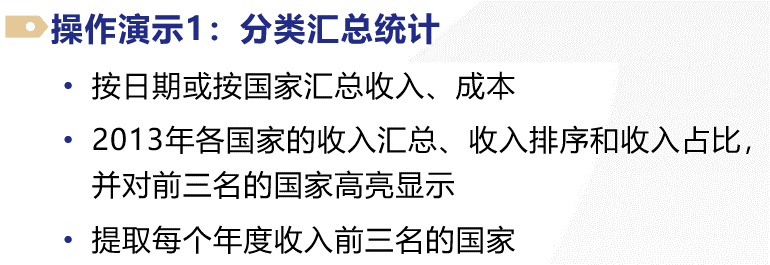 操作演示1：分类汇总统计
• 按日期或按国家汇总收入、成本
• 2013年各国家的收入汇总、收入排序和收入占比，
并对前三名的国家高亮显示
• 提取每个年度收入前三名的国家